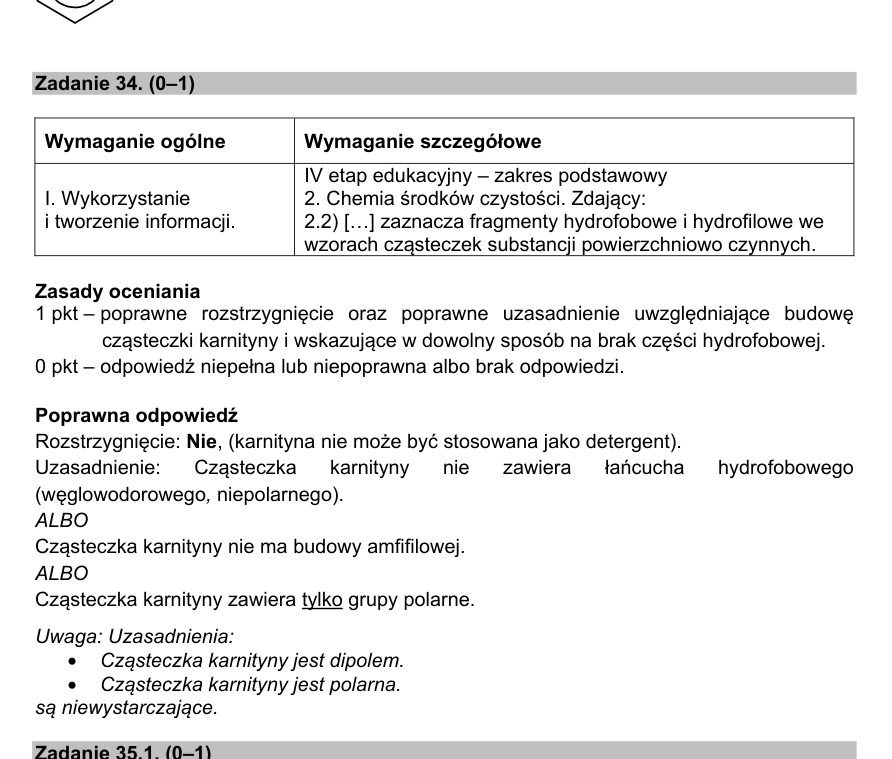 Zadanie 34. (0–1)
Wymaganie ogólne
Wymaganie szczegółowe
I. Wykorzystanie
i tworzenie informacji.
IV etap edukacyjny – zakres podstawowy
2. Chemia środków czystości. Zdający:
2.2) […] zaznacza fragmenty hydrofobowe i hydrofilowe we
wzorach cząsteczek substancji powierzchniowo czynnych.
Zasady oceniania
1 pkt – poprawne rozstrzygnięcie oraz poprawne uzasadnienie uwzględniające budowę
cząsteczki karnityny i wskazujące w dowolny sposób na brak części hydrofobowej.
0 pkt – odpowiedź niepełna lub niepoprawna albo brak odpowiedzi.
Poprawna odpowiedź
Rozstrzygnięcie: Nie, (karnityna nie może być stosowana jako detergent).
Uzasadnienie: Cząsteczka karnityny nie zawiera łańcucha hydrofobowego
(węglowodorowego, niepolarnego).
ALBO
Cząsteczka karnityny nie ma budowy amfifilowej.
ALBO
Cząsteczka karnityny zawiera tylko grupy polarne.
Uwaga: Uzasadnienia:
• Cząsteczka karnityny jest dipolem.
• Cząsteczka karnityny jest polarna.
są niewystarczające.
Zadanie 35.1. (0–1)